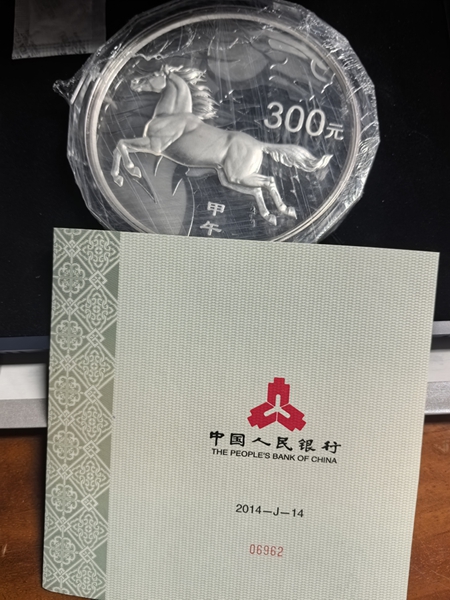 300元
甲
午
中国人民银行
THE PEOPLE'S BANK OF CHINA
2014-J-14
06962